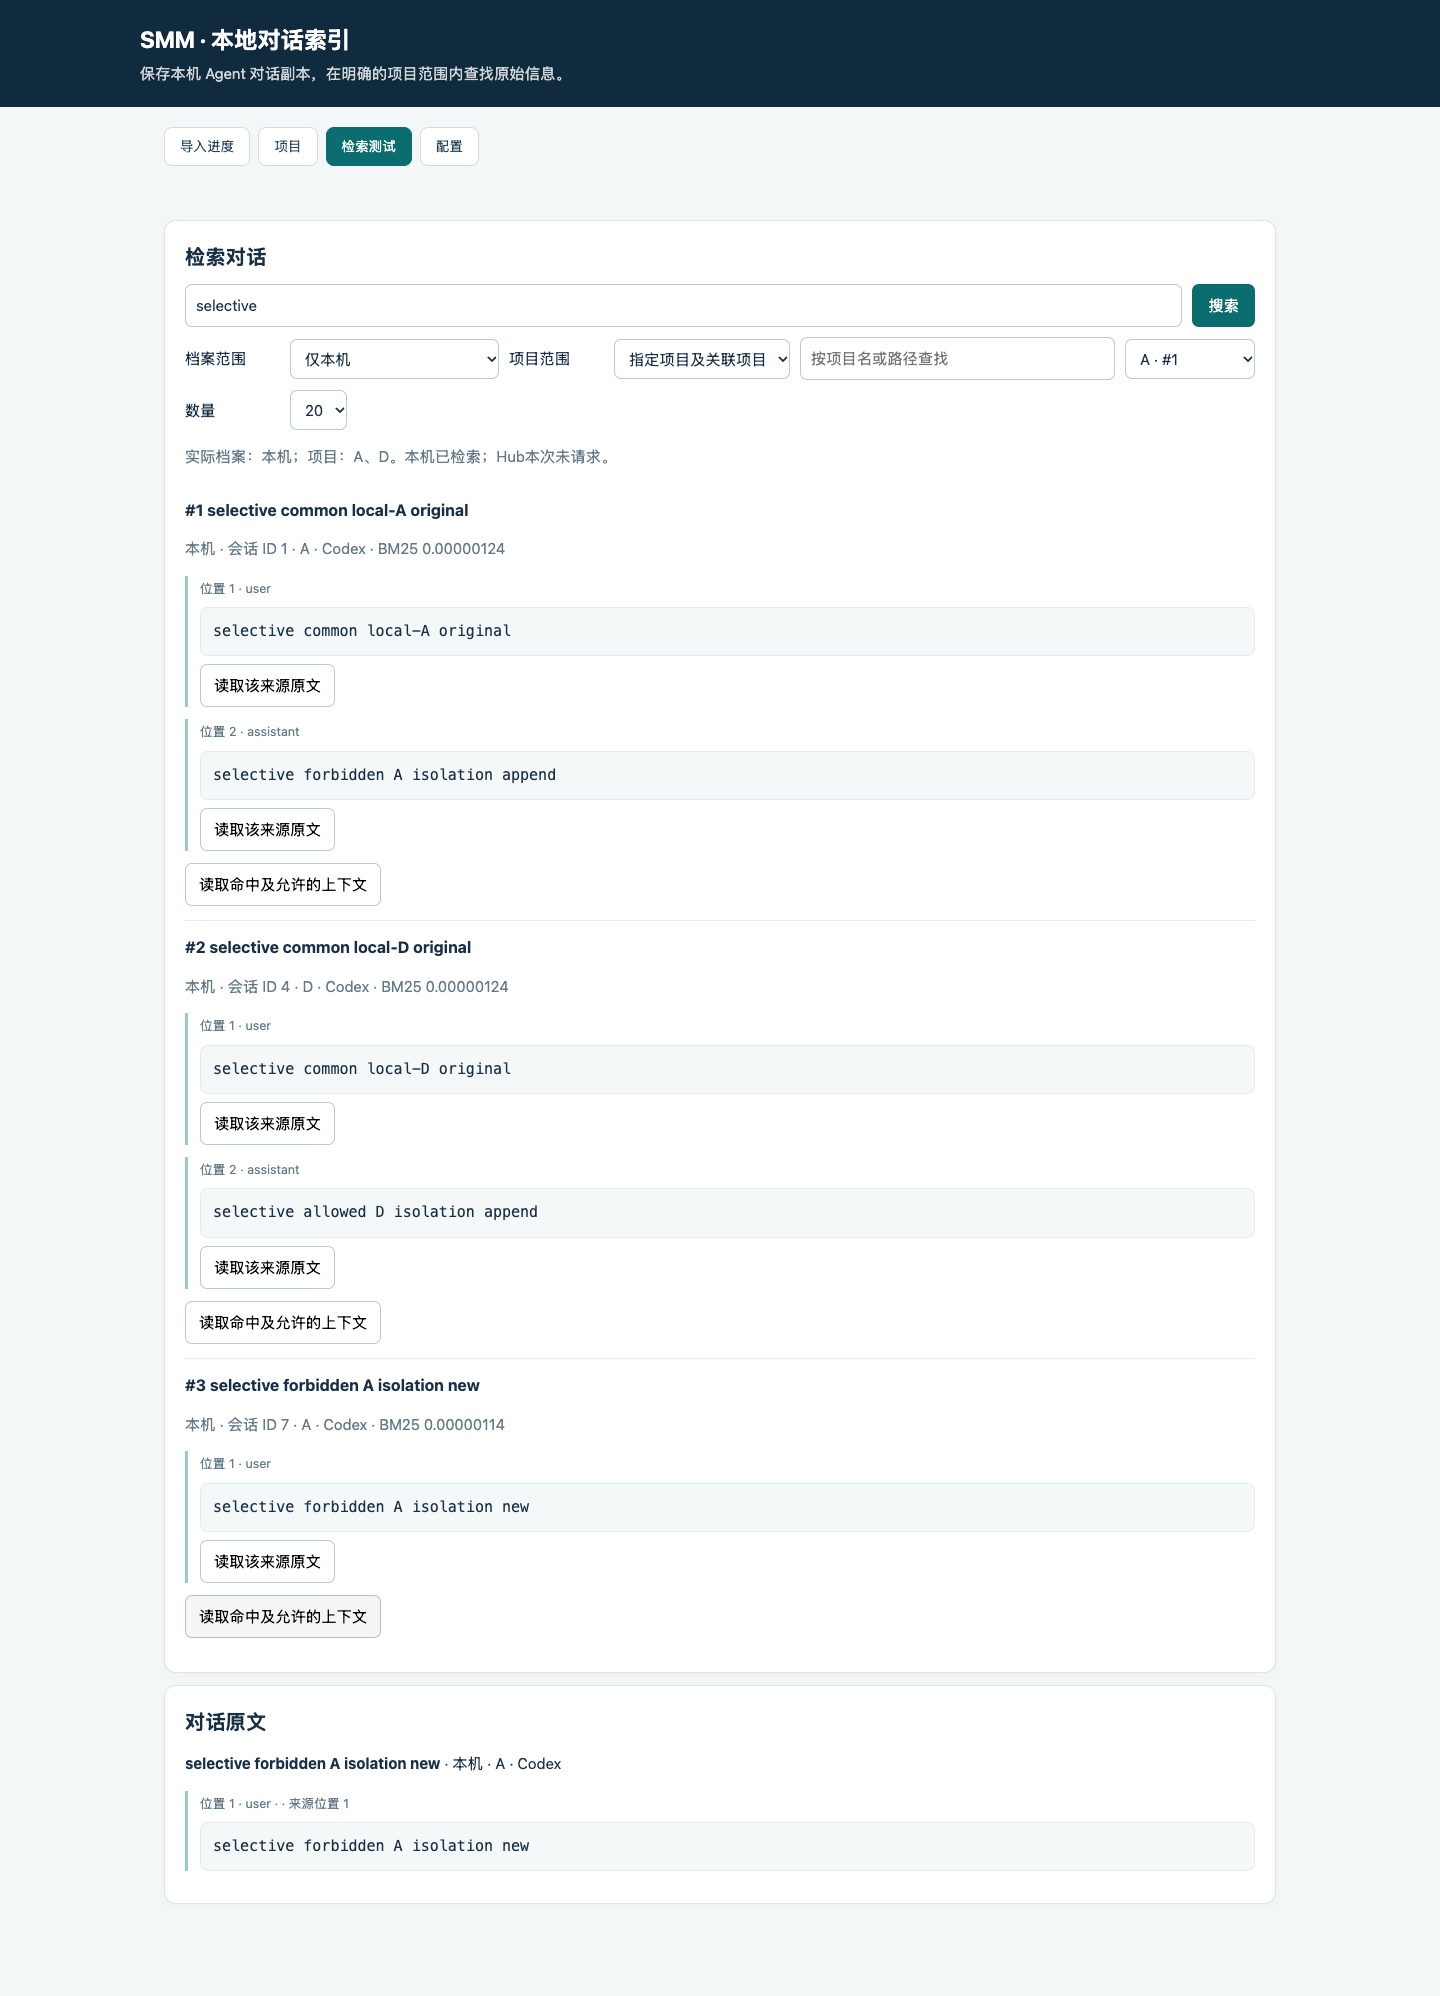 SMM · 本地对话索引
保存本机 Agent 对话副本，在明确的项目范围内查找原始信息。
导入进度 项目 检索测试 配置
检索对话
selective 搜索
档案范围 仅本机 项目范围 指定项目及关联项目 按项目名或路径查找 A · #1
数量 20
实际档案：本机；项目：A、D。本机已检索；Hub本次未请求。
#1 selective common local-A original
本机 · 会话 ID 1 · A · Codex · BM25 0.00000124
位置 1 · user
selective common local-A original
读取该来源原文
位置 2 · assistant
selective forbidden A isolation append
读取该来源原文
读取命中及允许的上下文
#2 selective common local-D original
本机 · 会话 ID 4 · D · Codex · BM25 0.00000124
位置 1 · user
selective common local-D original
读取该来源原文
位置 2 · assistant
selective allowed D isolation append
读取该来源原文
读取命中及允许的上下文
#3 selective forbidden A isolation new
本机 · 会话 ID 7 · A · Codex · BM25 0.00000114
位置 1 · user
selective forbidden A isolation new
读取该来源原文
读取命中及允许的上下文
对话原文
selective forbidden A isolation new · 本机 · A · Codex
位置 1 · user · · 来源位置 1
selective forbidden A isolation new